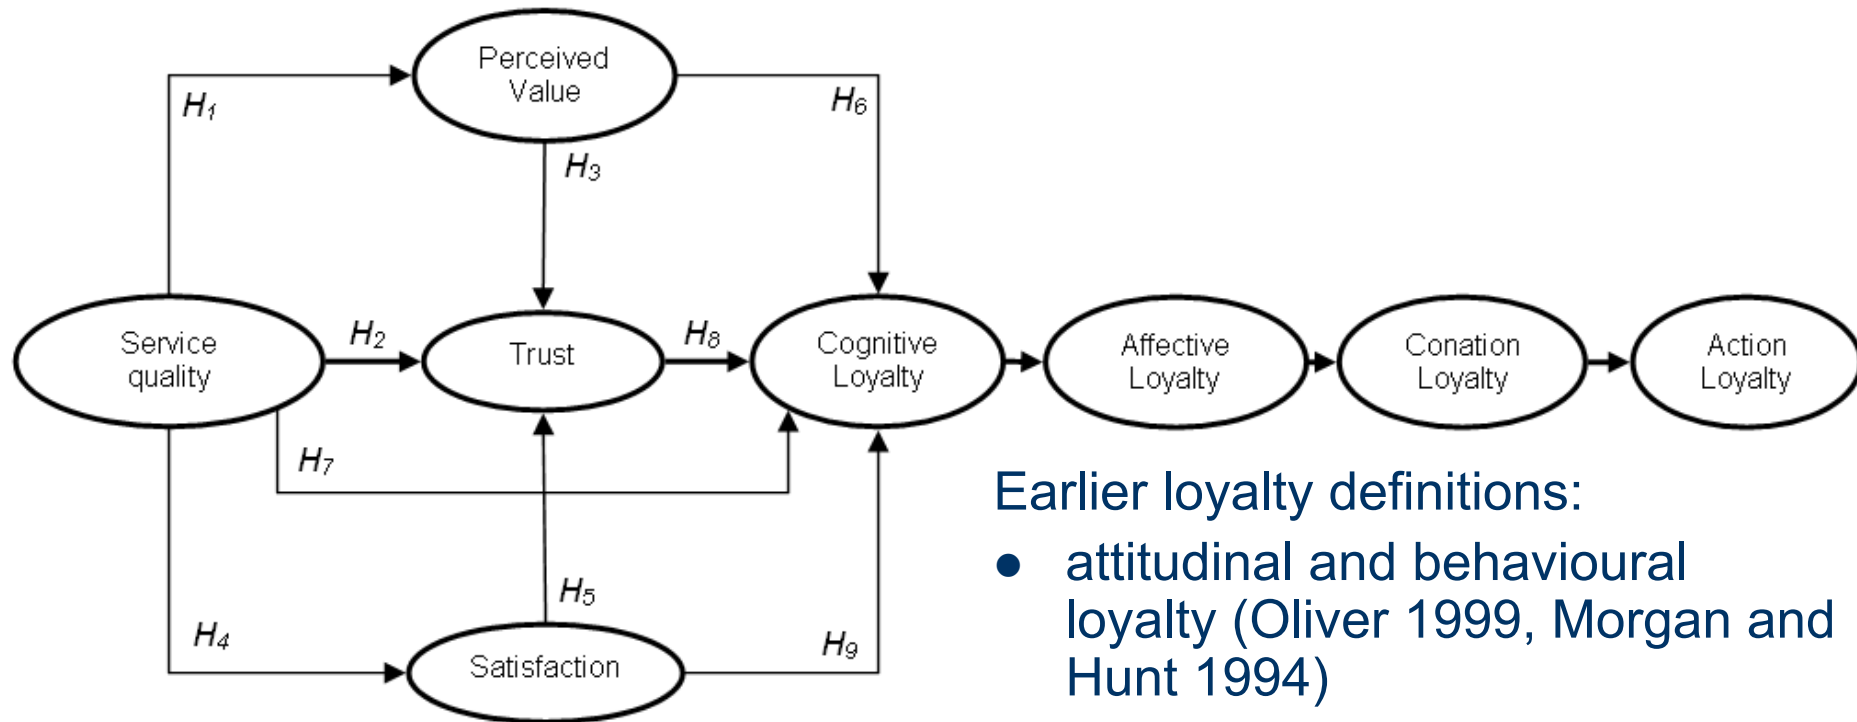 Perceived
Value
H1
H6
H3
Service
quality
H2
Trust
H8
Cognitive
Loyalty
Affective
Loyalty
Conation
Loyalty
Action
Loyalty
H7
H5
H4
Satisfaction
H9
Earlier loyalty definitions:
● attitudinal and behavioural
loyalty (Oliver 1999, Morgan and
Hunt 1994)